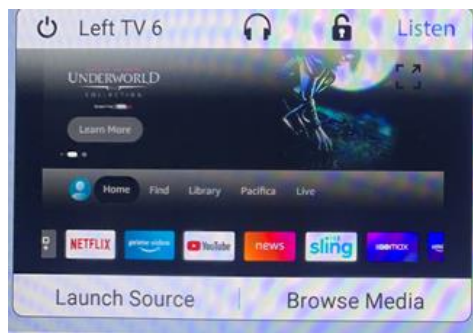 Left TV 6 Listen
UNDERWORLD
COLLECTION
Learn More
Home Find Library Pacifica Live
NETFLIX prime video YouTube news sling HBOMAX
Launch Source Browse Media